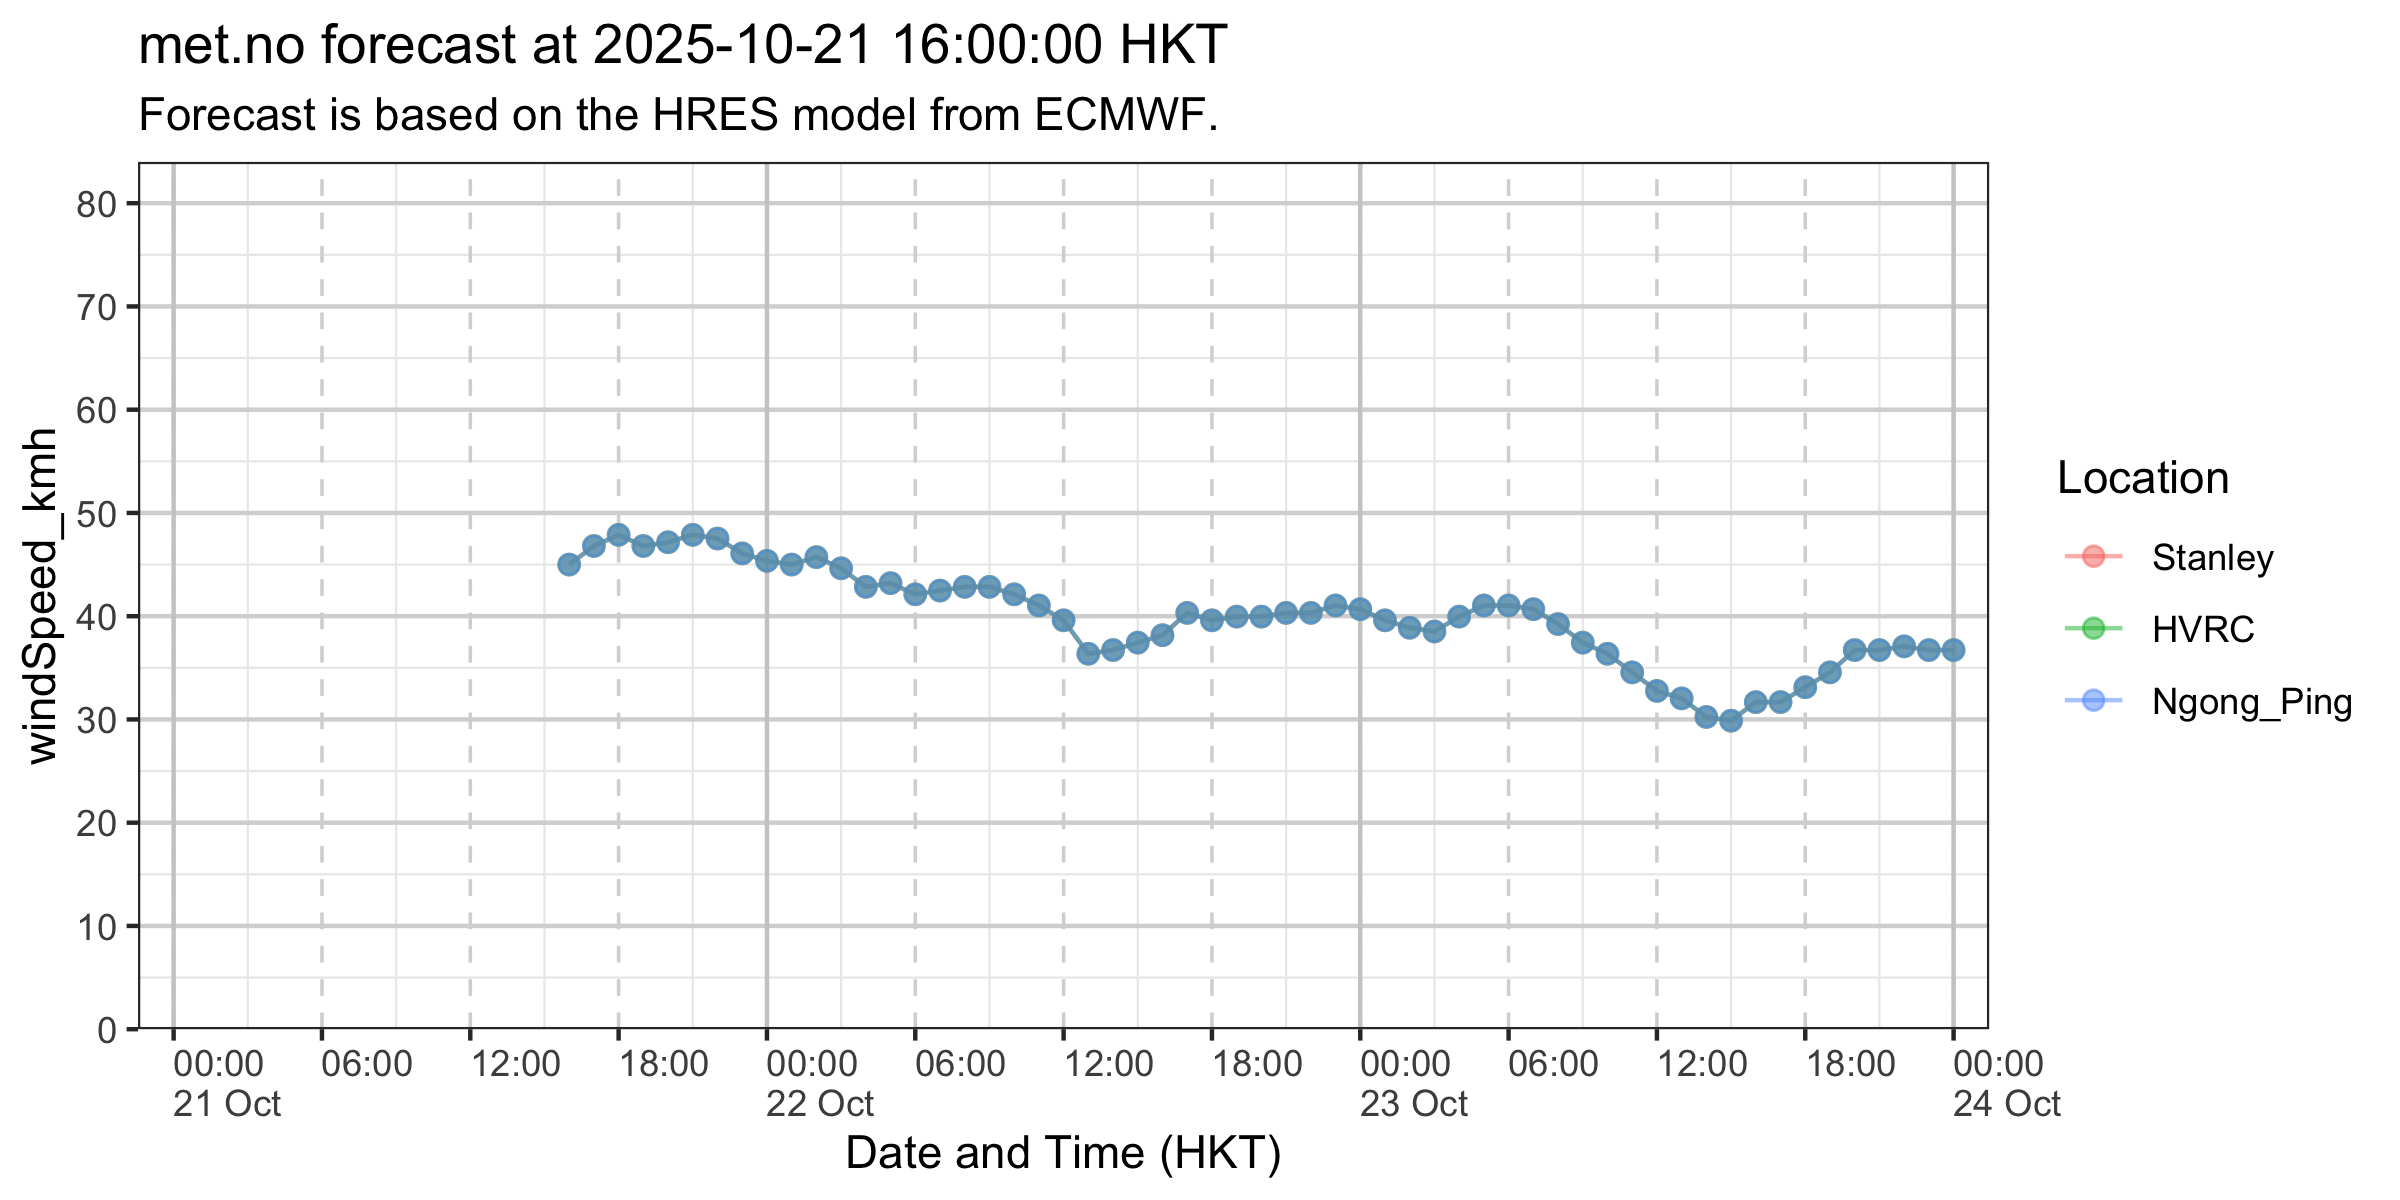 met.no forecast at 2025-10-21 16:00:00 HKT
Forecast is based on the HRES model from ECMWF.
windSpeed_kmh
80
70
60
50
40
30
20
10
0
00:00 06:00 12:00 18:00 00:00 06:00 12:00 18:00 00:00 06:00 12:00 18:00 00:00
21 Oct 22 Oct 23 Oct 24 Oct
Date and Time (HKT)
Location
Stanley
HVRC
Ngong_Ping